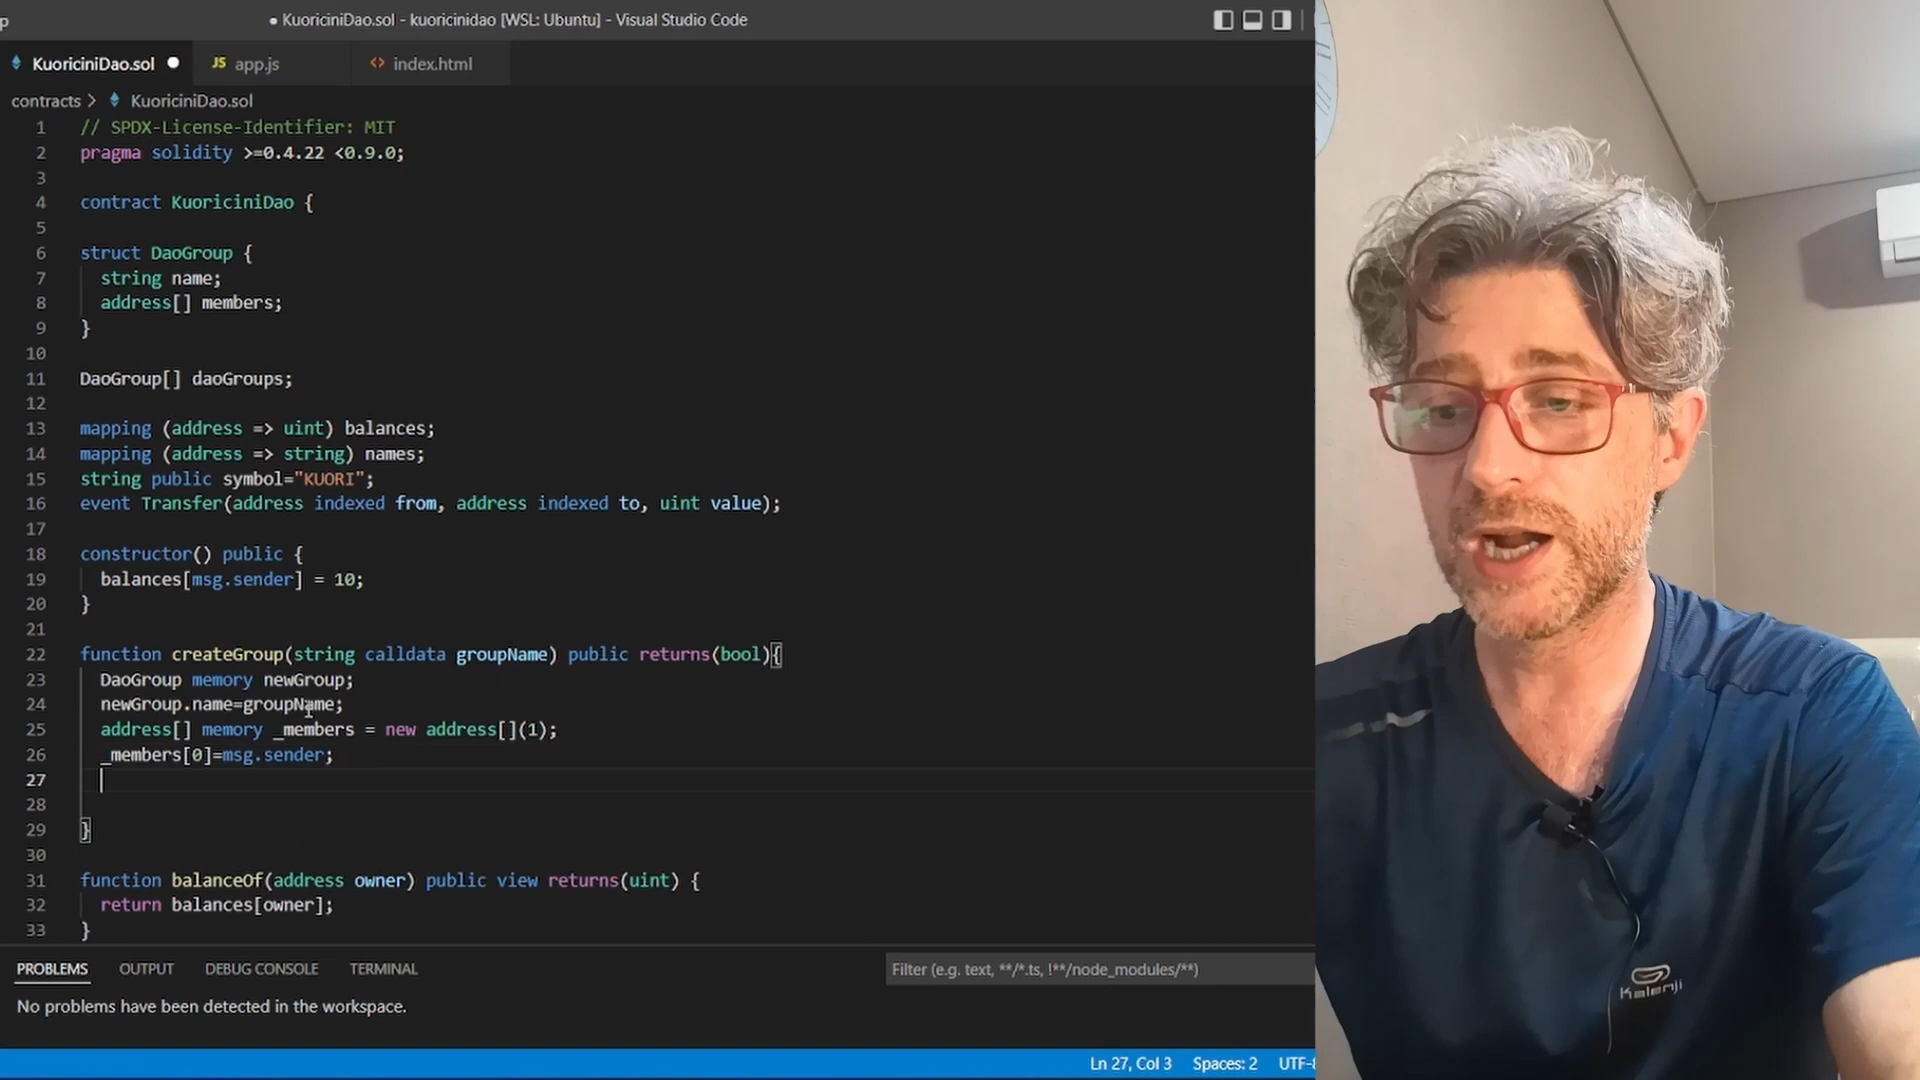 KuoriciniDao.sol - kuoricinidao [WSL: Ubuntu] - Visual Studio Code
KuoriciniDao.sol
JS app.js
<> index.html
contracts > KuoriciniDao.sol
1 // SPDX-License-Identifier: MIT
2 pragma solidity >=0.4.22 <0.9.0;
3
4 contract KuoriciniDao {
5
6 struct DaoGroup {
7 string name;
8 address[] members;
9 }
10
11 DaoGroup[] daoGroups;
12
13 mapping (address => uint) balances;
14 mapping (address => string) names;
15 string public symbol="KUORI";
16 event Transfer(address indexed from, address indexed to, uint value);
17
18 constructor() public {
19 balances[msg.sender] = 10;
20 }
21
22 function createGroup(string calldata groupName) public returns(bool){
23 DaoGroup memory newGroup;
24 newGroup.name=groupName;
25 address[] memory _members = new address[](1);
26 _members[0]=msg.sender;
27
28
29 }
30
31 function balanceOf(address owner) public view returns(uint) {
32 return balances[owner];
33 }
PROBLEMS OUTPUT DEBUG CONSOLE TERMINAL
Filter (e.g. text, **/*.ts, !**/node_modules/**)
No problems have been detected in the workspace.
Ln 27, Col 3 Spaces: 2 UTF-8
Kalenji